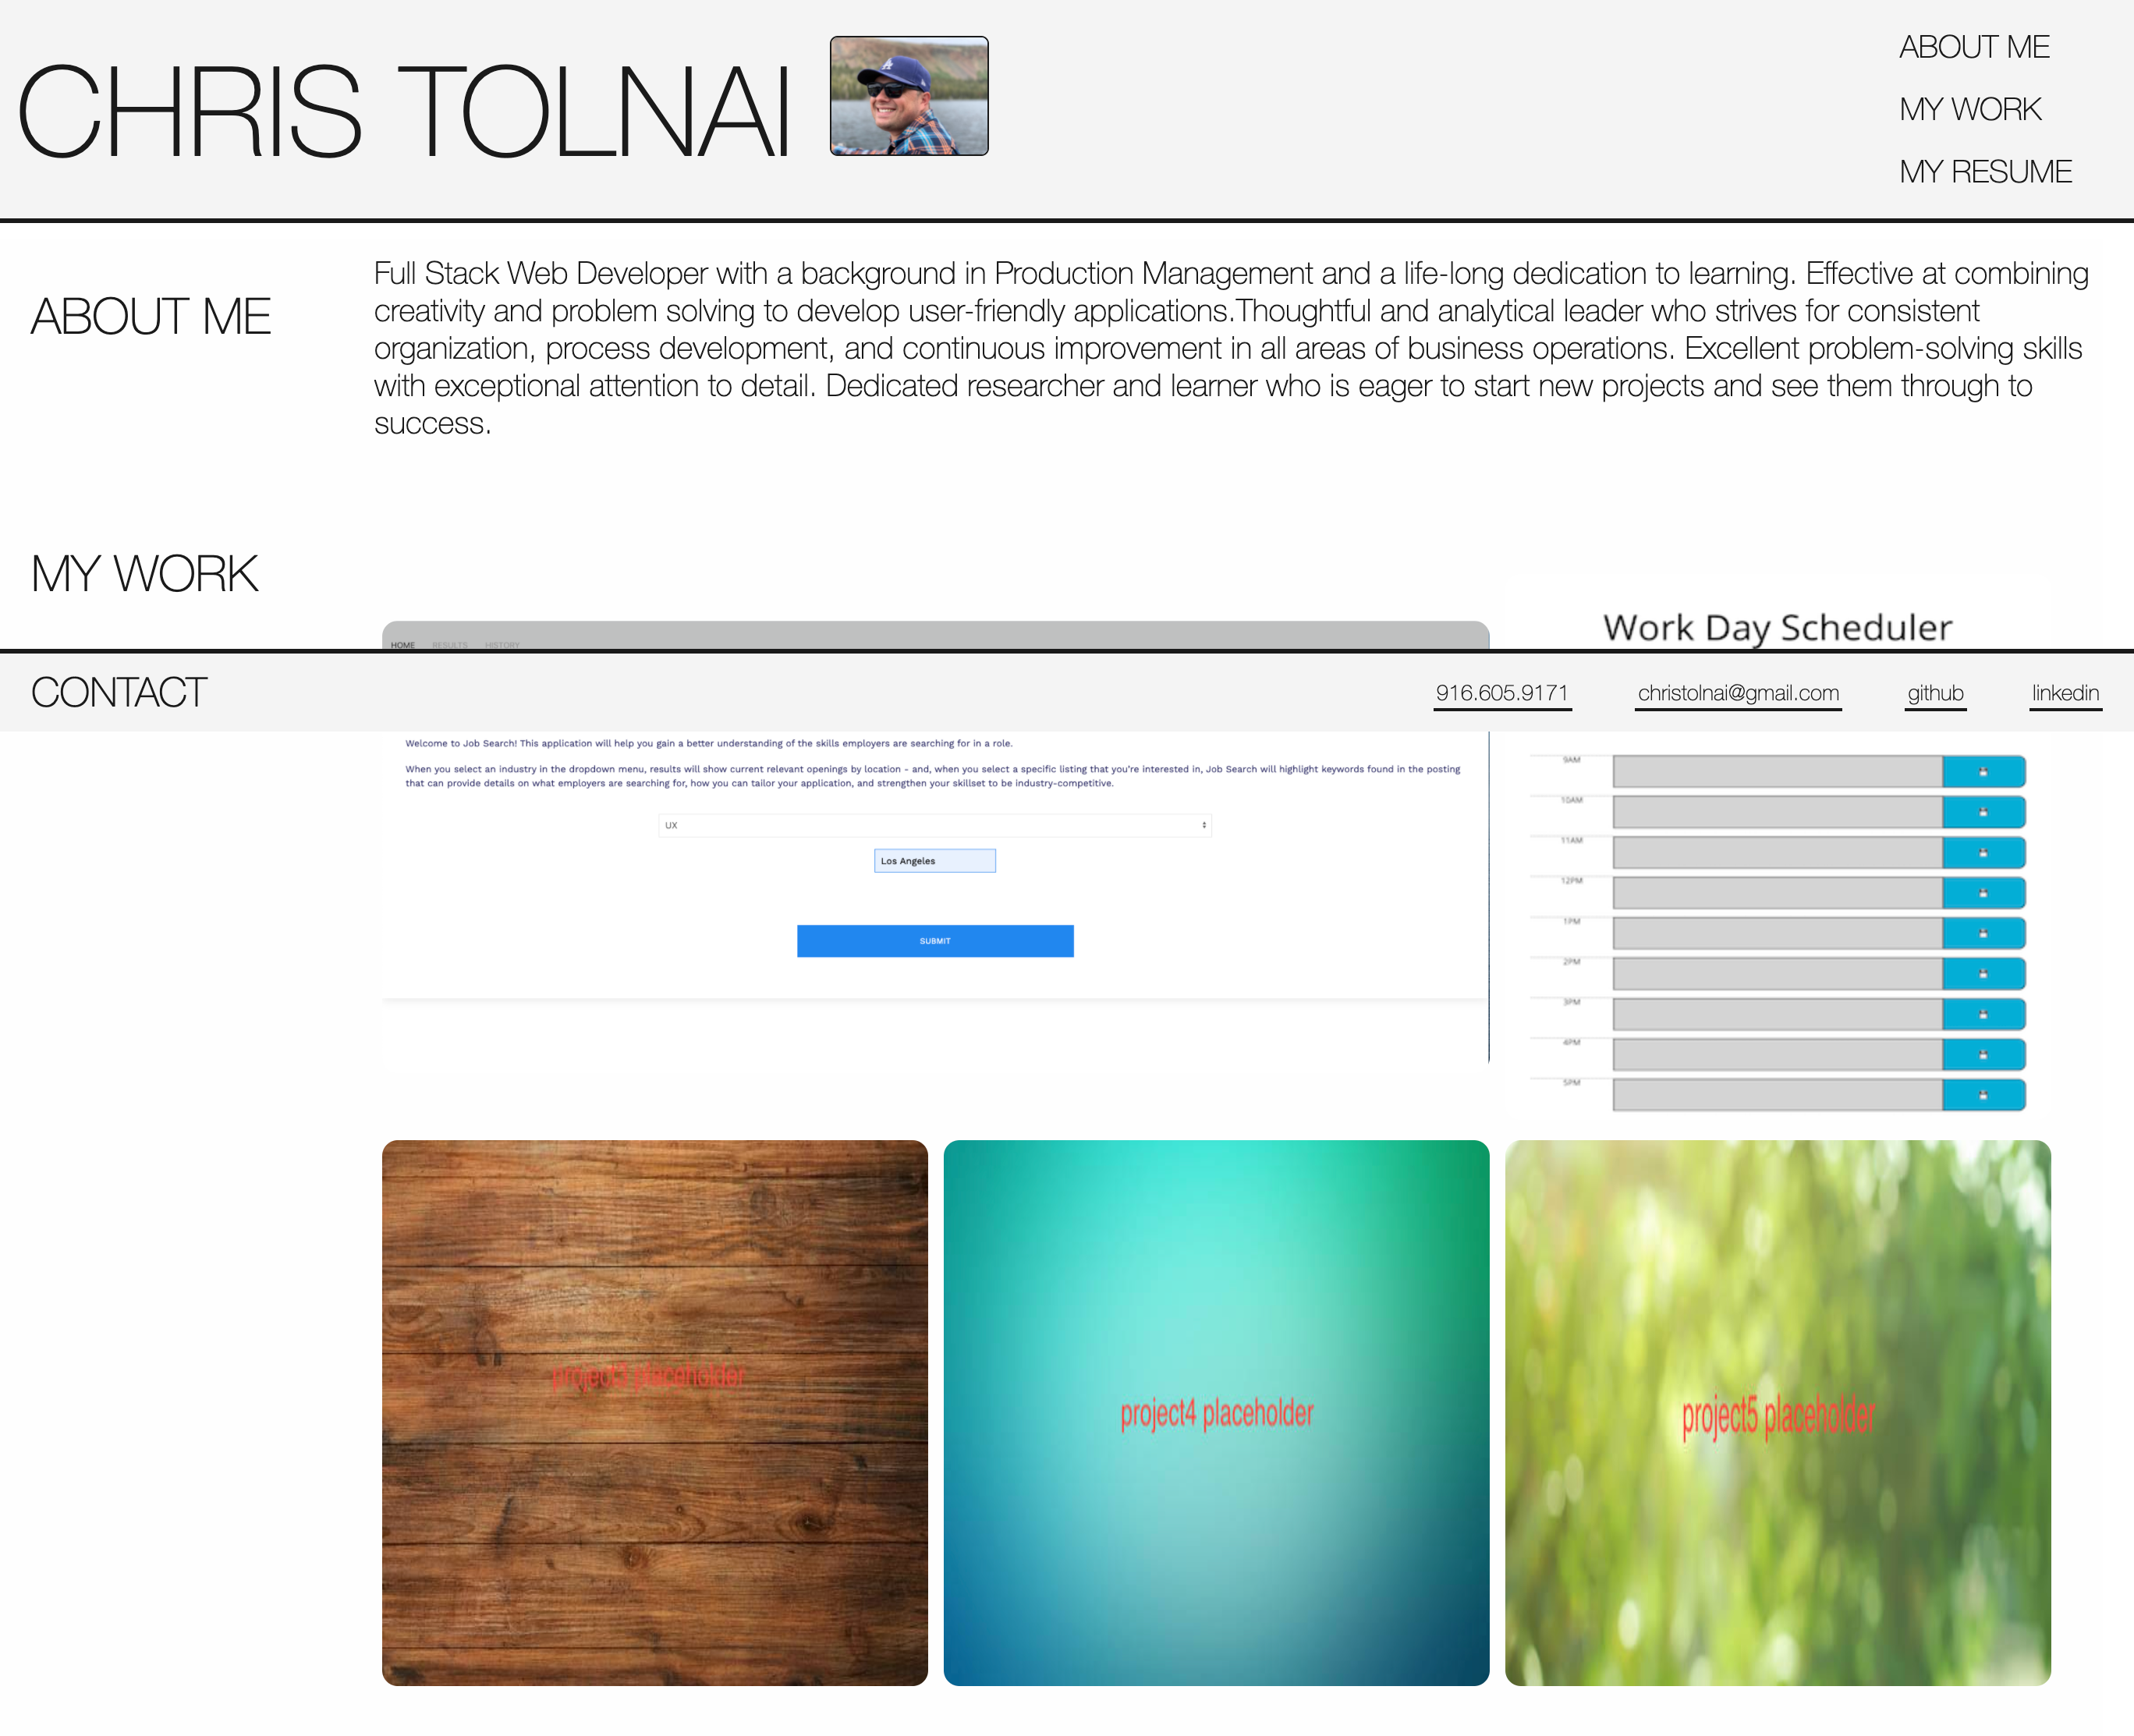 CHRIS TOLNAI
ABOUT ME
MY WORK
MY RESUME
ABOUT ME
Full Stack Web Developer with a background in Production Management and a life-long dedication to learning. Effective at combining
creativity and problem solving to develop user-friendly applications.Thoughtful and analytical leader who strives for consistent
organization, process development, and continuous improvement in all areas of business operations. Excellent problem-solving skills
with exceptional attention to detail. Dedicated researcher and learner who is eager to start new projects and see them through to
success.
MY WORK
HOME RESULTS HISTORY
Work Day Scheduler
CONTACT
916.605.9171 christolnai@gmail.com github linkedin
Welcome to Job Search! This application will help you gain a better understanding of the skills employers are searching for in a role.
When you select an industry in the dropdown menu, results will show current relevant openings by location - and, when you select a specific listing that you're interested in, Job Search will highlight keywords found in the posting
that can provide details on what employers are searching for, how you can tailor your application, and strengthen your skillset to be industry-competitive.
UX
Los Angeles
SUBMIT
9AM
10AM
11AM
12PM
1PM
2PM
3PM
4PM
5PM
project3 placeholder
project4 placeholder
project5 placeholder